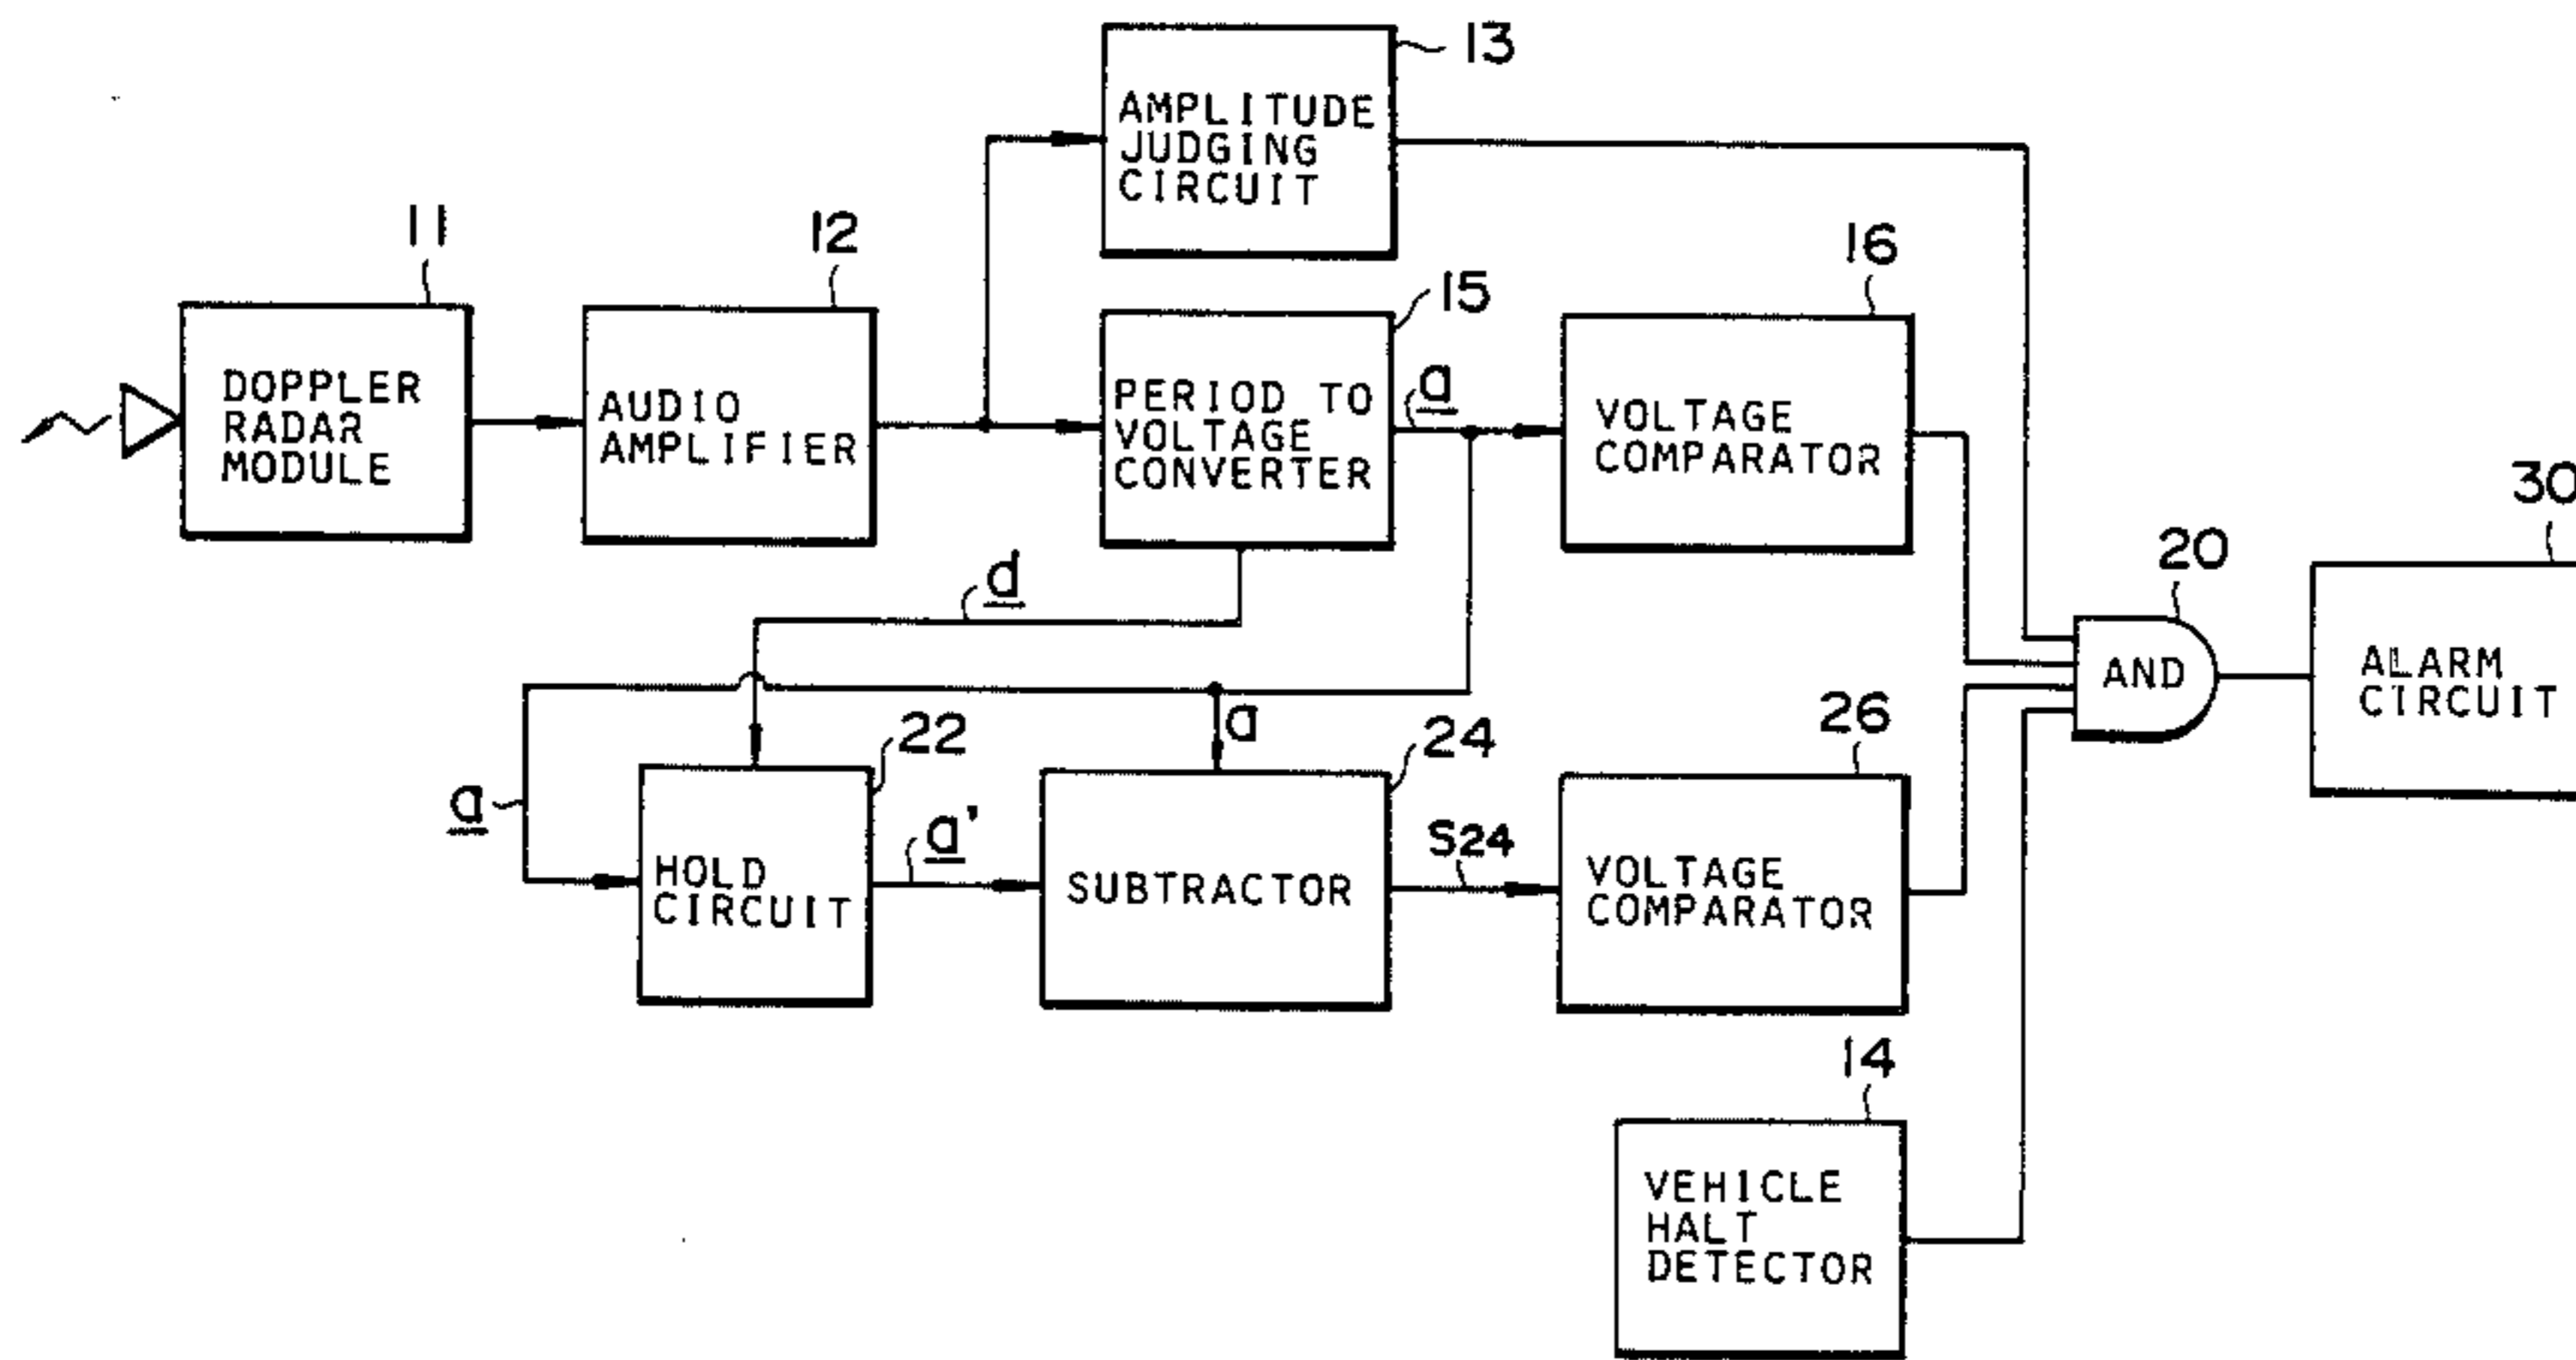 13
AMPLITUDE
JUDGING
CIRCUIT
11
12
16
15
DOPPLER
RADAR
MODULE
AUDIO
AMPLIFIER
PERIOD TO
VOLTAGE
CONVERTER
a
VOLTAGE
COMPARATOR
30
20
d
AND
ALARM
CIRCUIT
a
22
a
24
26
HOLD
CIRCUIT
a'
SUBTRACTOR
S24
VOLTAGE
COMPARATOR
14
VEHICLE
HALT
DETECTOR